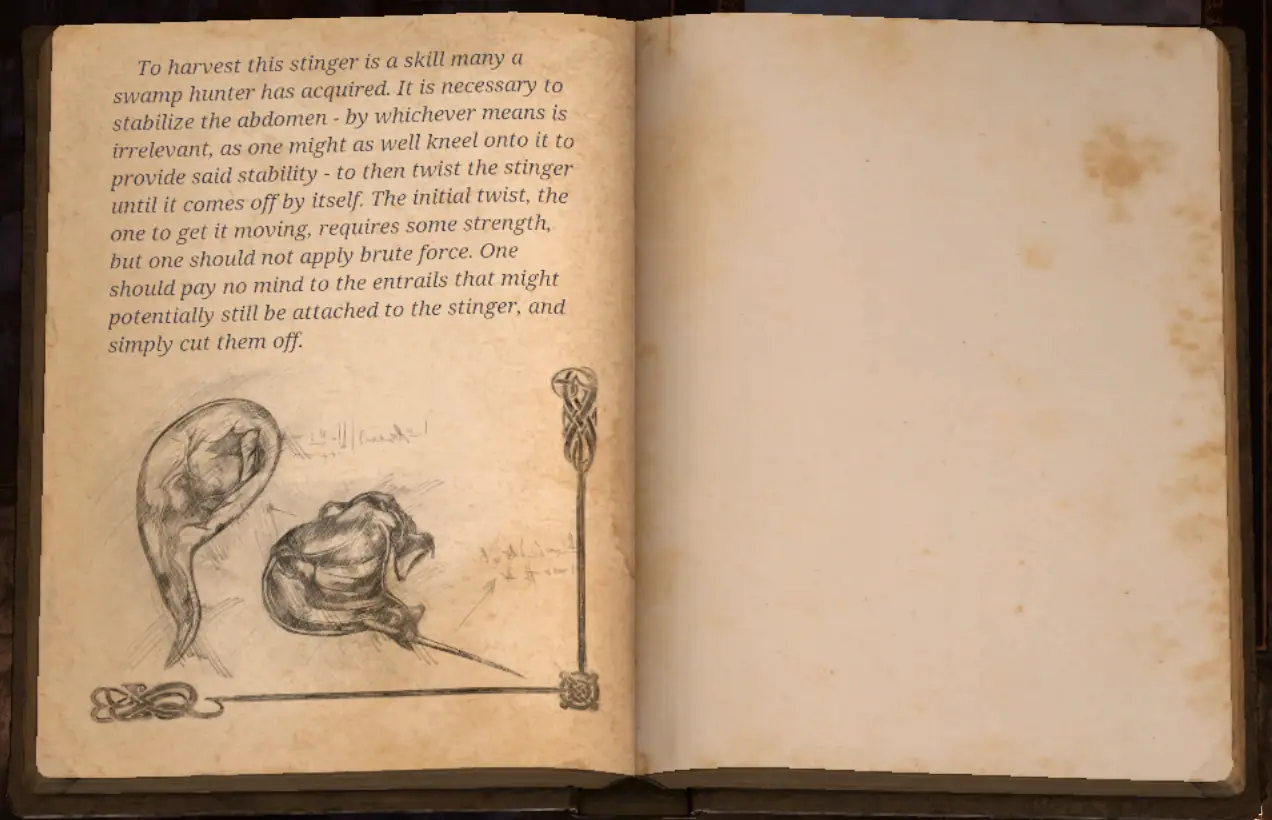 To harvest this stinger is a skill many a
swamp hunter has acquired. It is necessary to
stabilize the abdomen - by whichever means is
irrelevant, as one might as well kneel onto it to
provide said stability - to then twist the stinger
until it comes off by itself. The initial twist, the
one to get it moving, requires some strength,
but one should not apply brute force. One
should pay no mind to the entrails that might
potentially still be attached to the stinger, and
simply cut them off.